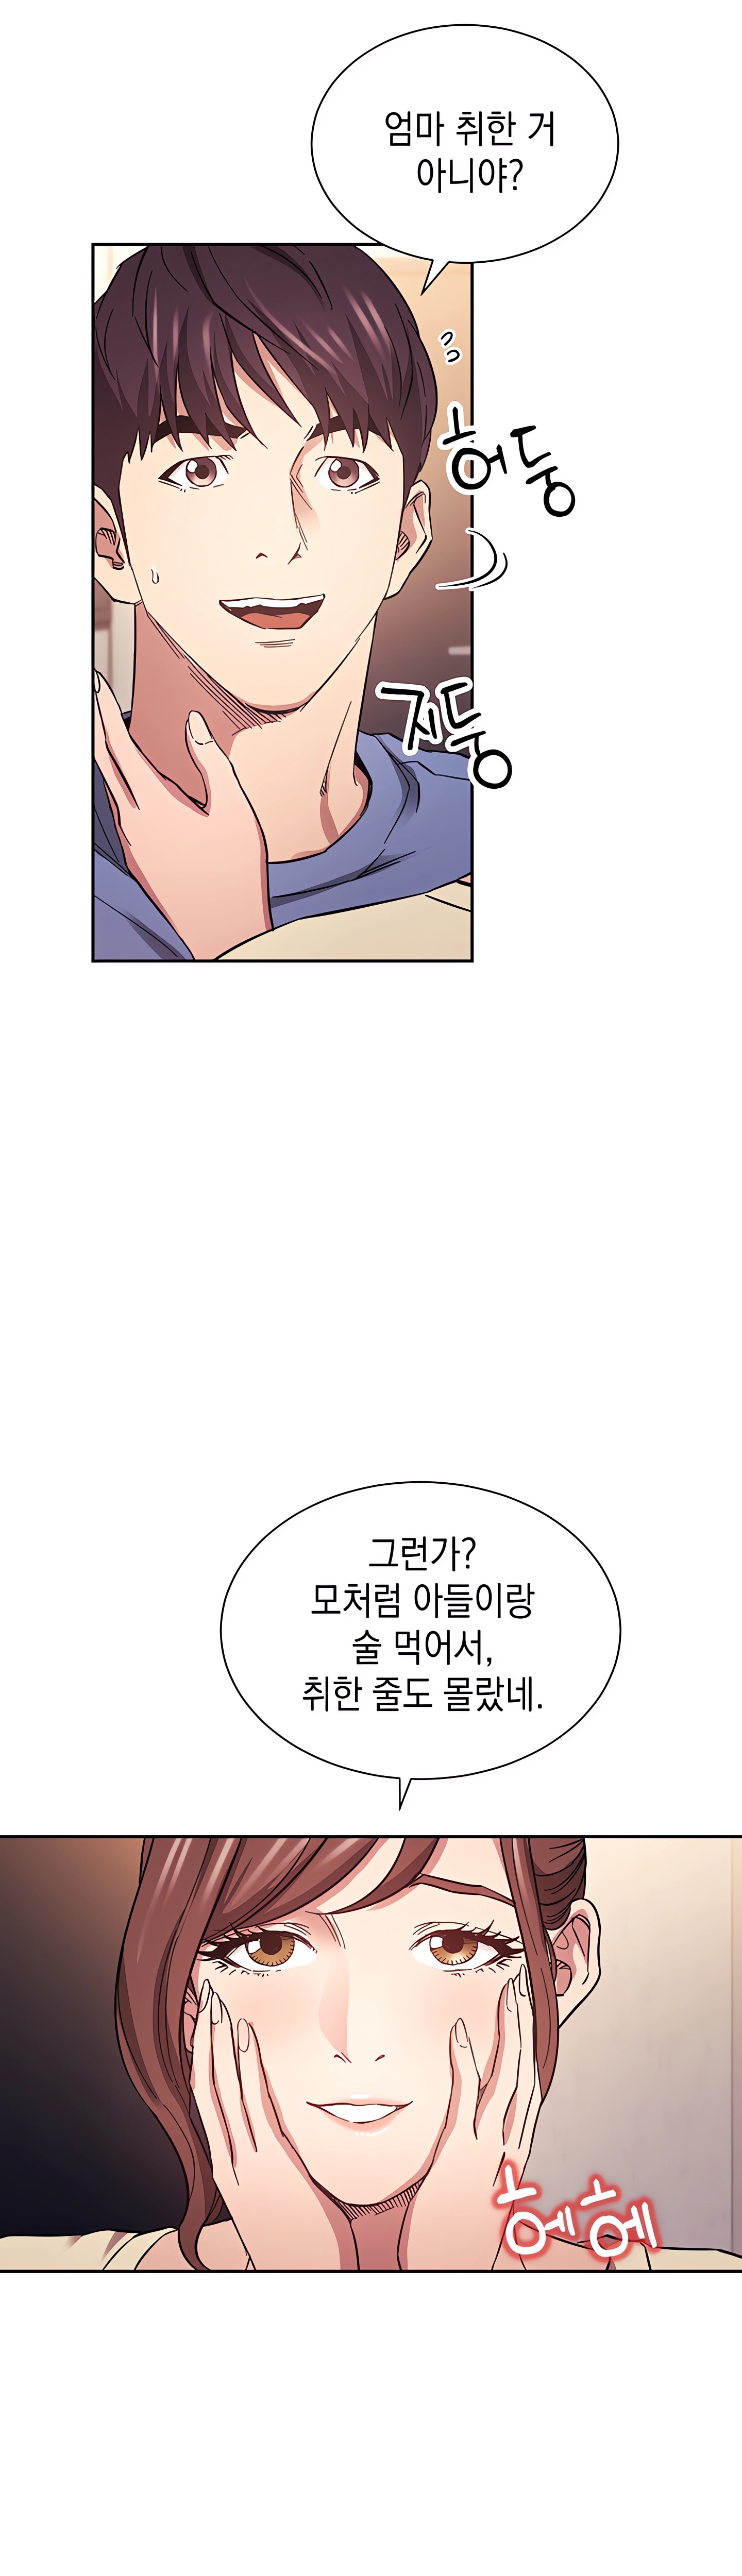 엄마 취한 거
아니야?
허둥
지둥
그런가?
모처럼 아들이랑
술 먹어서,
취한 줄도 몰랐네.
헤헤